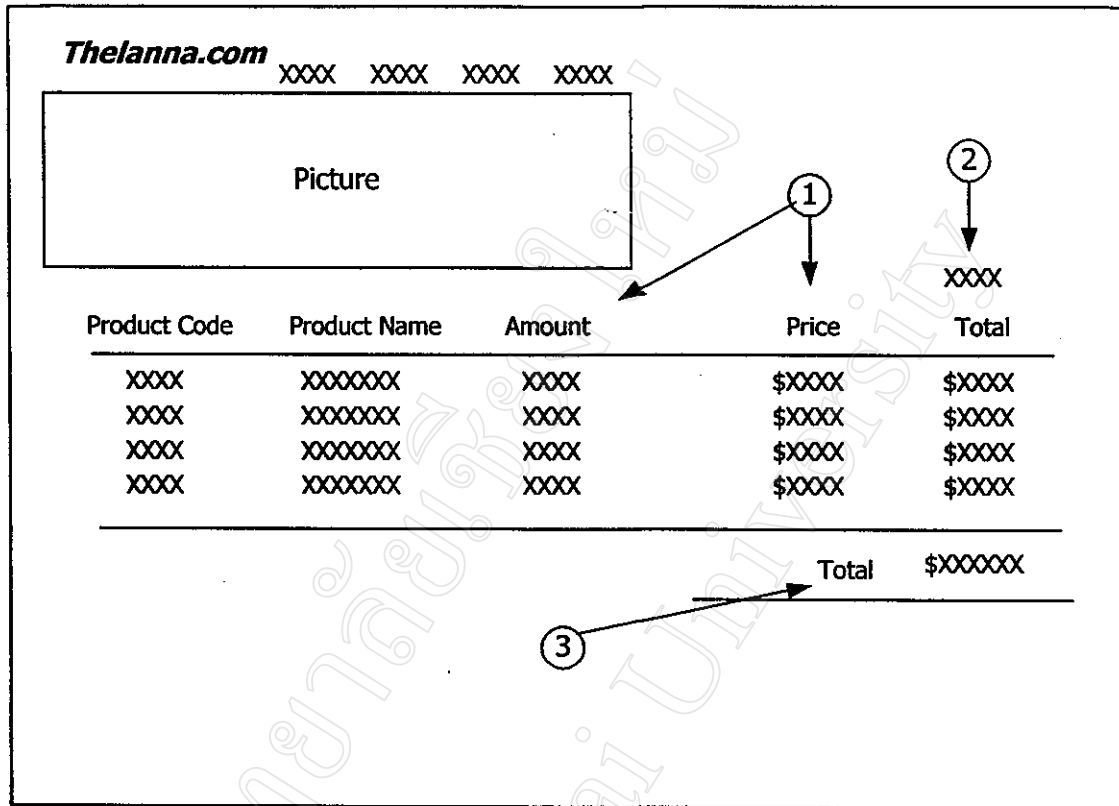 Thelanna.com
XXXX XXXX XXXX XXXX
Picture
1
2
XXXX
Product Code Product Name Amount Price Total
XXXX XXXXXXX XXXX $XXXX $XXXX
XXXX XXXXXXX XXXX $XXXX $XXXX
XXXX XXXXXXX XXXX $XXXX $XXXX
XXXX XXXXXXX XXXX $XXXX $XXXX
Total $XXXXXX
3
University